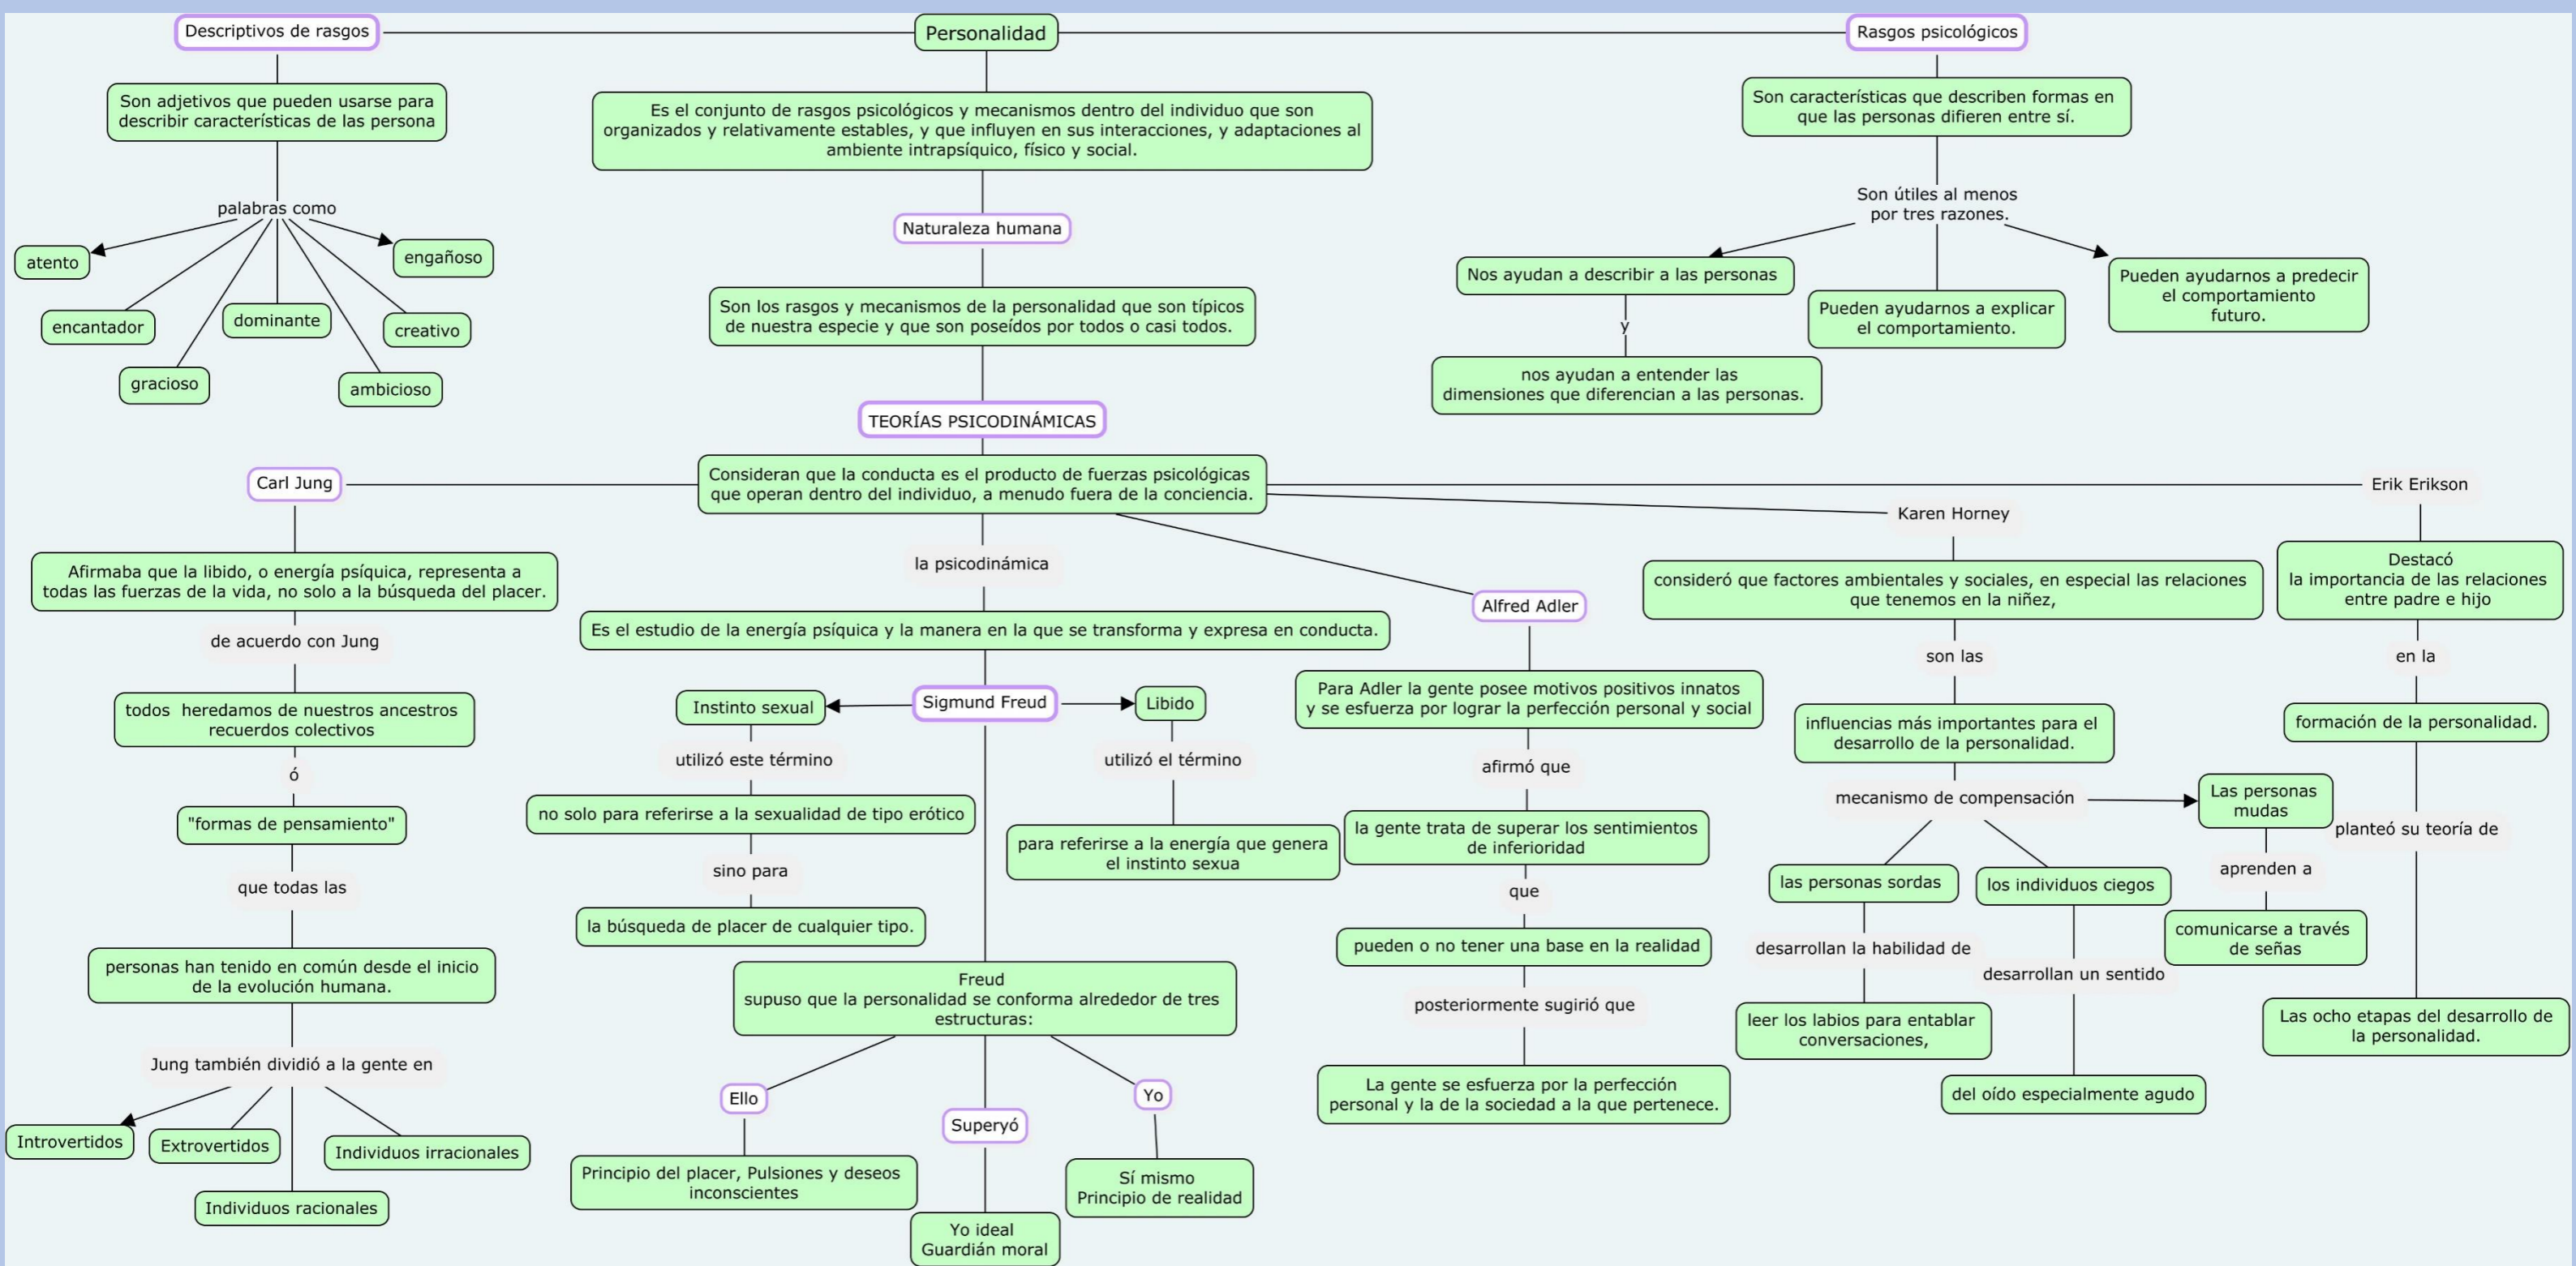 Descriptivos de rasgos
Personalidad
Rasgos psicológicos
Son adjetivos que pueden usarse para
describir características de las persona
palabras como
atento
engañoso
encantador
dominante
creativo
gracioso
ambicioso
Es el conjunto de rasgos psicológicos y mecanismos dentro del individuo que son
organizados y relativamente estables, y que influyen en sus interacciones, y adaptaciones al
ambiente intrapsíquico, físico y social.
Naturaleza humana
Son los rasgos y mecanismos de la personalidad que son típicos
de nuestra especie y que son poseídos por todos o casi todos.
Son características que describen formas en
que las personas difieren entre sí.
Son útiles al menos
por tres razones.
Nos ayudan a describir a las personas
y
nos ayudan a entender las
dimensiones que diferencian a las personas.
Pueden ayudarnos a explicar
el comportamiento.
Pueden ayudarnos a predecir
el comportamiento
futuro.
TEORÍAS PSICODINÁMICAS
Consideran que la conducta es el producto de fuerzas psicológicas
que operan dentro del individuo, a menudo fuera de la conciencia.
Carl Jung
Afirmaba que la libido, o energía psíquica, representa a
todas las fuerzas de la vida, no solo a la búsqueda del placer.
de acuerdo con Jung
todos  heredamos de nuestros ancestros
recuerdos colectivos
ó
"formas de pensamiento"
que todas las
personas han tenido en común desde el inicio
de la evolución humana.
Jung también dividió a la gente en
Introvertidos
Extrovertidos
Individuos irracionales
Individuos racionales
la psicodinámica
Es el estudio de la energía psíquica y la manera en la que se transforma y expresa en conducta.
Sigmund Freud
Instinto sexual
utilizó este término
no solo para referirse a la sexualidad de tipo erótico
sino para
la búsqueda de placer de cualquier tipo.
Libido
utilizó el término
para referirse a la energía que genera
el instinto sexua
Freud
supuso que la personalidad se conforma alrededor de tres
estructuras:
Ello
Principio del placer, Pulsiones y deseos
inconscientes
Superyó
Yo ideal
Guardián moral
Yo
Sí mismo
Principio de realidad
Alfred Adler
Para Adler la gente posee motivos positivos innatos
y se esfuerza por lograr la perfección personal y social
afirmó que
la gente trata de superar los sentimientos
de inferioridad
que
pueden o no tener una base en la realidad
posteriormente sugirió que
La gente se esfuerza por la perfección
personal y la de la sociedad a la que pertenece.
Karen Horney
consideró que factores ambientales y sociales, en especial las relaciones
que tenemos en la niñez,
son las
influencias más importantes para el
desarrollo de la personalidad.
mecanismo de compensación
las personas sordas
desarrollan la habilidad de
leer los labios para entablar
conversaciones,
los individuos ciegos
desarrollan un sentido
del oído especialmente agudo
Las personas
mudas
aprenden a
comunicarse a través
de señas
Erik Erikson
Destacó
la importancia de las relaciones
entre padre e hijo
en la
formación de la personalidad.
planteó su teoría de
Las ocho etapas del desarrollo de
la personalidad.